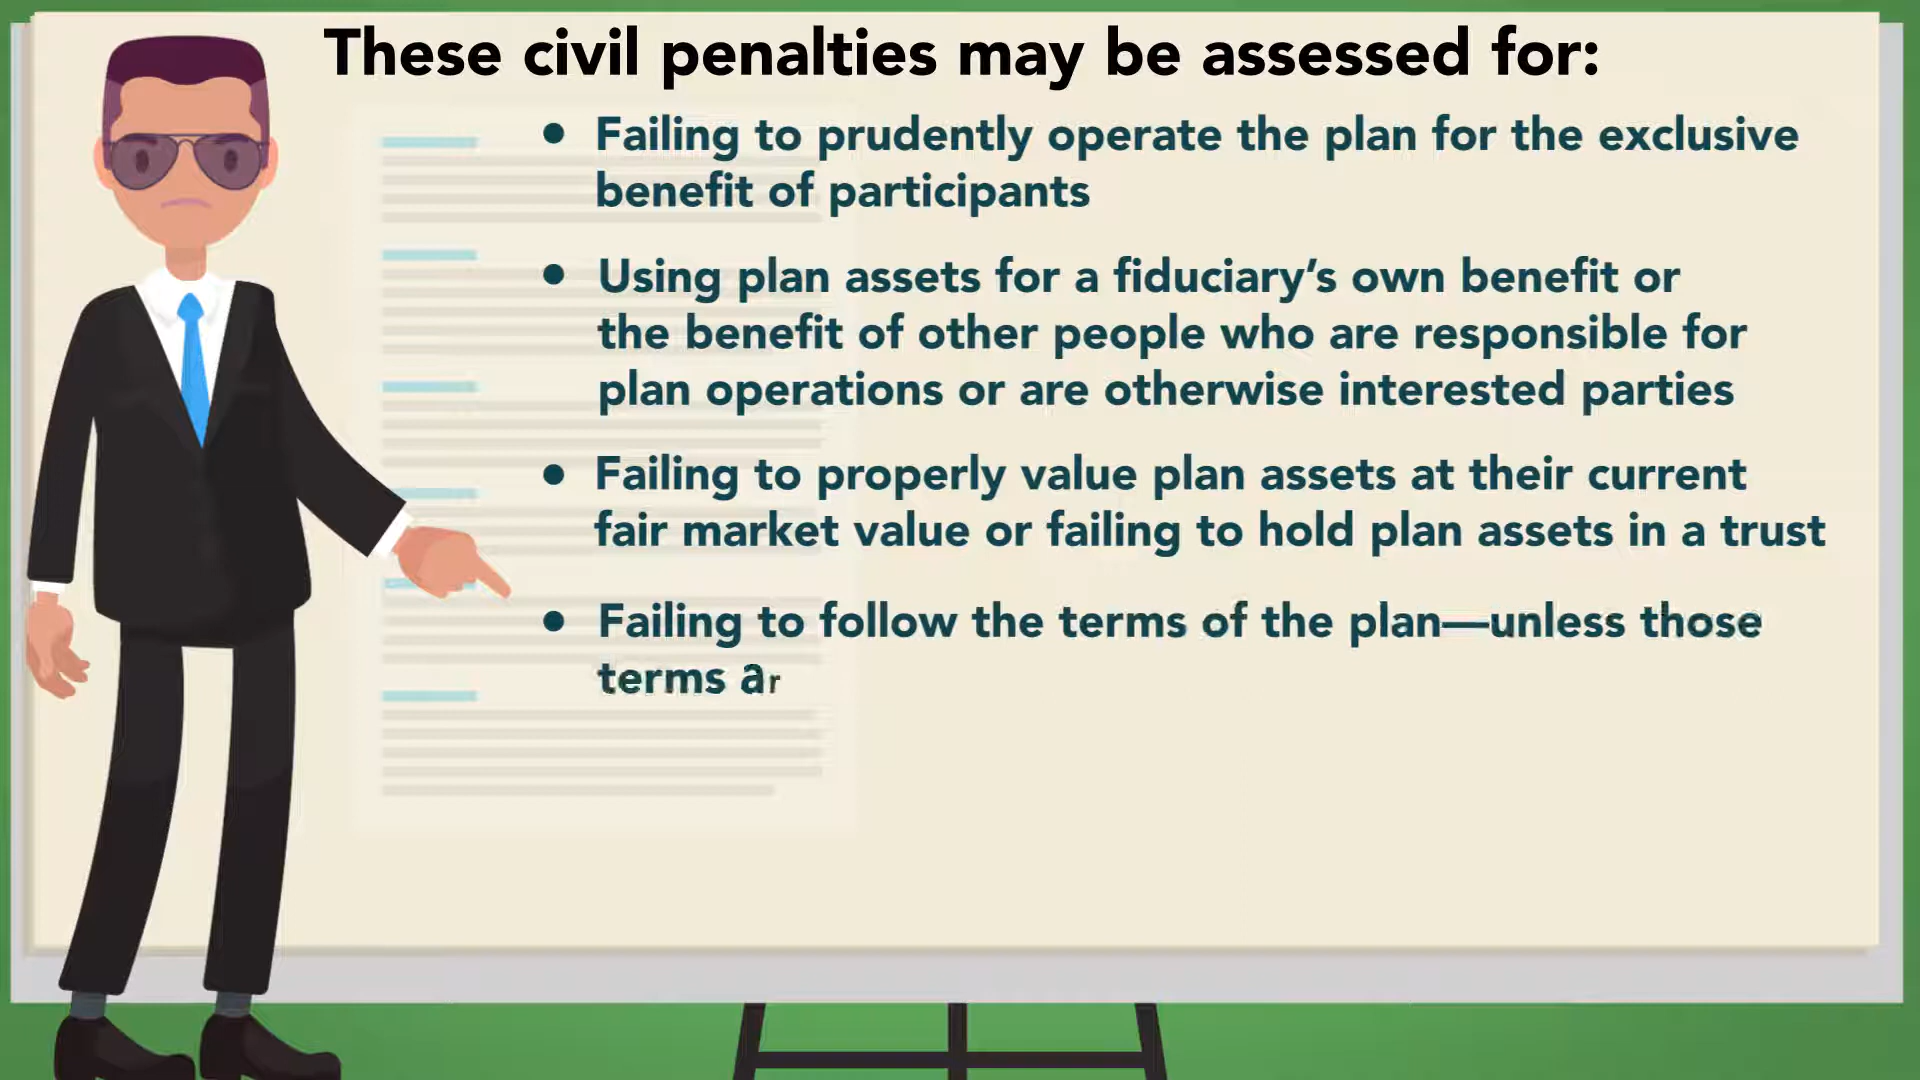 These civil penalties may be assessed for:
• Failing to prudently operate the plan for the exclusive
benefit of participants
• Using plan assets for a fiduciary’s own benefit or
the benefit of other people who are responsible for
plan operations or are otherwise interested parties
• Failing to properly value plan assets at their current
fair market value or failing to hold plan assets in a trust
• Failing to follow the terms of the plan—unless those
terms ar